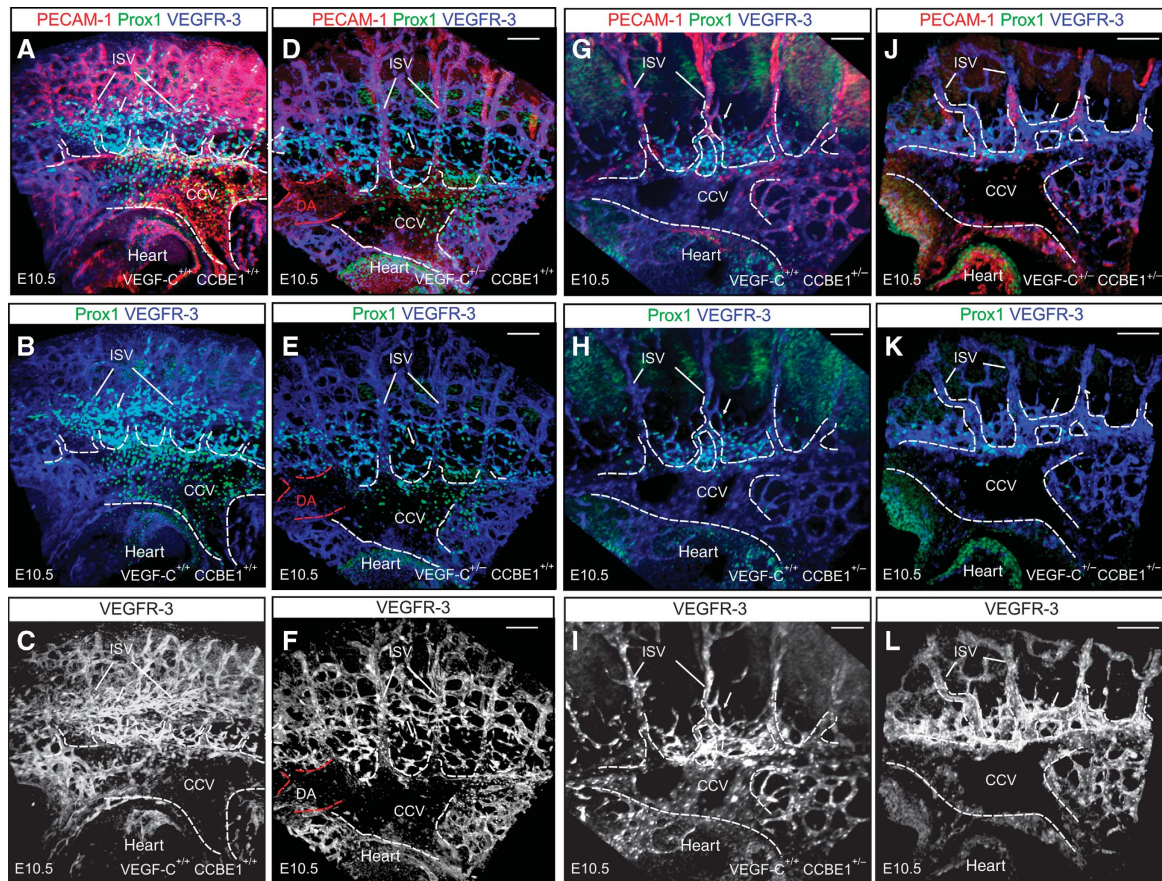 PECAM-1 Prox1 VEGFR-3
A
ISV
CCV
Heart
E10.5
VEGF-C+/+ CCBE1+/+
PECAM-1 Prox1 VEGFR-3
D
ISV
DA
CCV
Heart
E10.5
VEGF-C+/– CCBE1+/+
PECAM-1 Prox1 VEGFR-3
G
ISV
CCV
Heart
E10.5
VEGF-C+/+ CCBE1+/–
PECAM-1 Prox1 VEGFR-3
J
ISV
CCV
Heart
E10.5
VEGF-C+/– CCBE1+/–
Prox1 VEGFR-3
B
ISV
CCV
Heart
E10.5
VEGF-C+/+ CCBE1+/+
Prox1 VEGFR-3
E
ISV
DA
CCV
Heart
E10.5
VEGF-C+/– CCBE1+/+
Prox1 VEGFR-3
H
ISV
CCV
Heart
E10.5
VEGF-C+/+ CCBE1+/–
Prox1 VEGFR-3
K
ISV
CCV
Heart
E10.5
VEGF-C+/– CCBE1+/–
VEGFR-3
C
ISV
CCV
Heart
E10.5
VEGF-C+/+ CCBE1+/+
VEGFR-3
F
ISV
DA
CCV
Heart
E10.5
VEGF-C+/– CCBE1+/+
VEGFR-3
I
ISV
CCV
Heart
E10.5
VEGF-C+/+ CCBE1+/–
VEGFR-3
L
ISV
CCV
Heart
E10.5
VEGF-C+/– CCBE1+/–